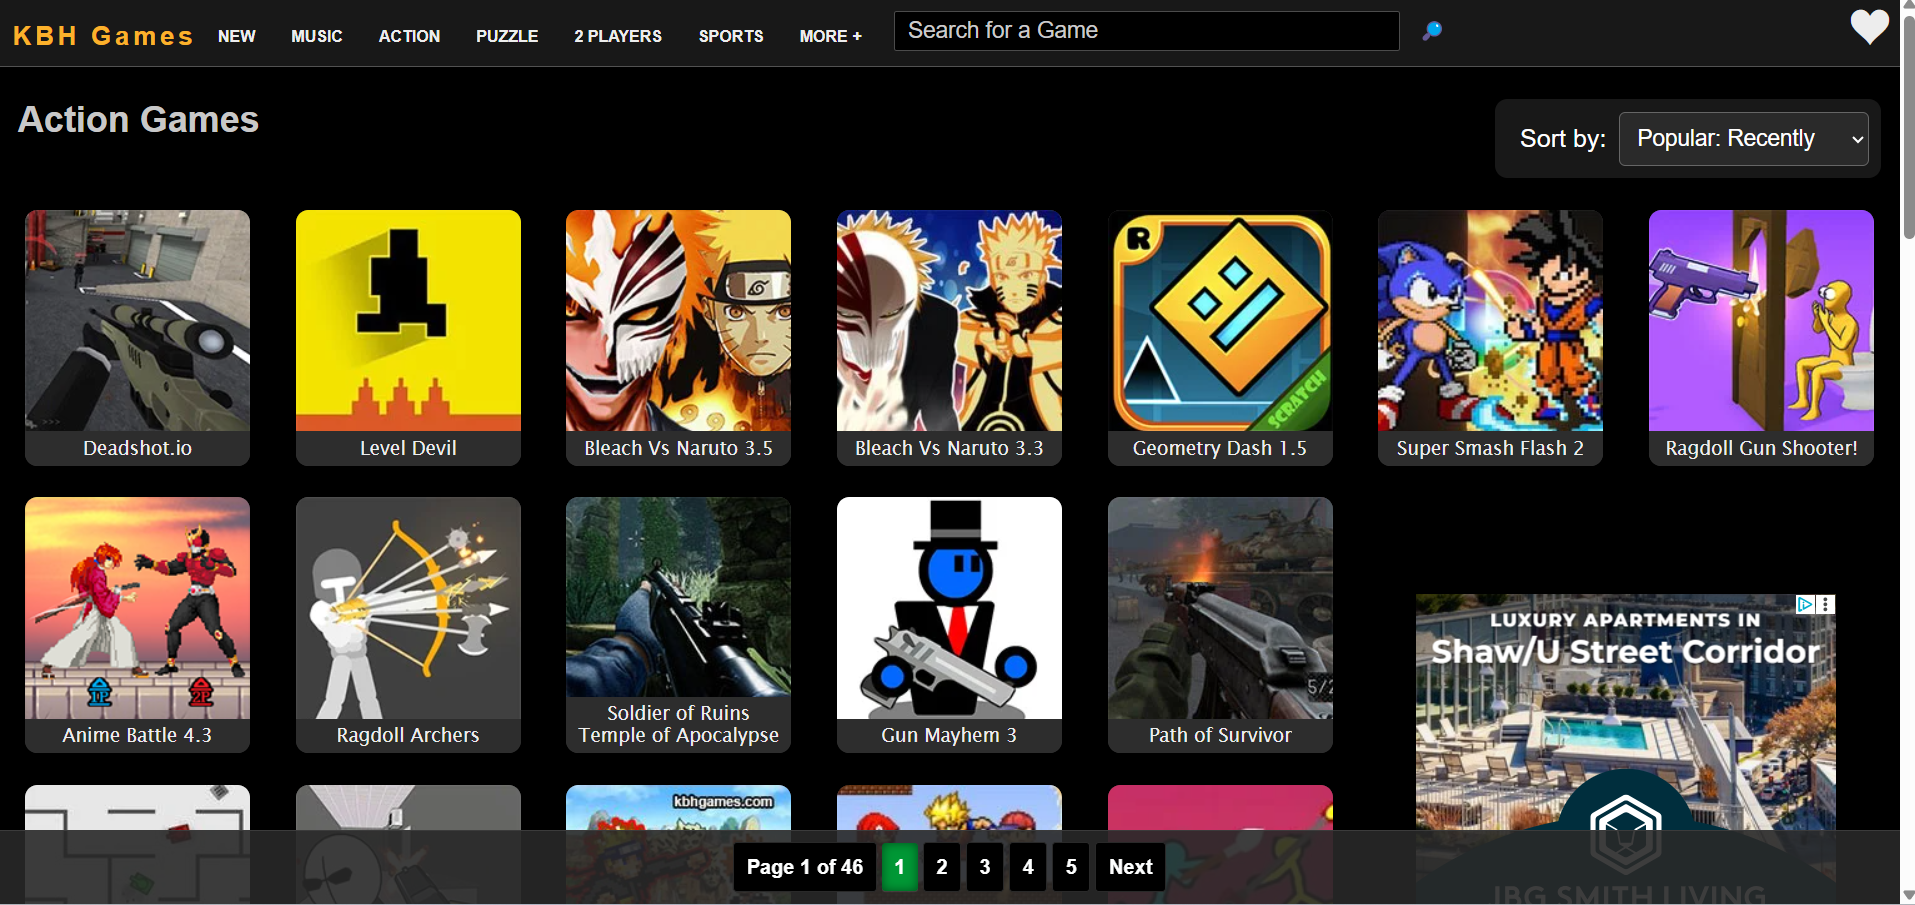 KBH Games NEW MUSIC ACTION PUZZLE 2 PLAYERS SPORTS MORE + Search for a Game
Action Games
Sort by: Popular: Recently
R
SCRATCH
Deadshot.io
Level Devil
Bleach Vs Naruto 3.5
Bleach Vs Naruto 3.3
Geometry Dash 1.5
Super Smash Flash 2
Ragdoll Gun Shooter!
1P
2P
Anime Battle 4.3
Ragdoll Archers
Soldier of Ruins
Temple of Apocalypse
Gun Mayhem 3
Path of Survivor
LUXURY APARTMENTS IN
Shaw/U Street Corridor
kbhgames.com
Page 1 of 46 1 2 3 4 5 Next
JBG SMITH LIVING